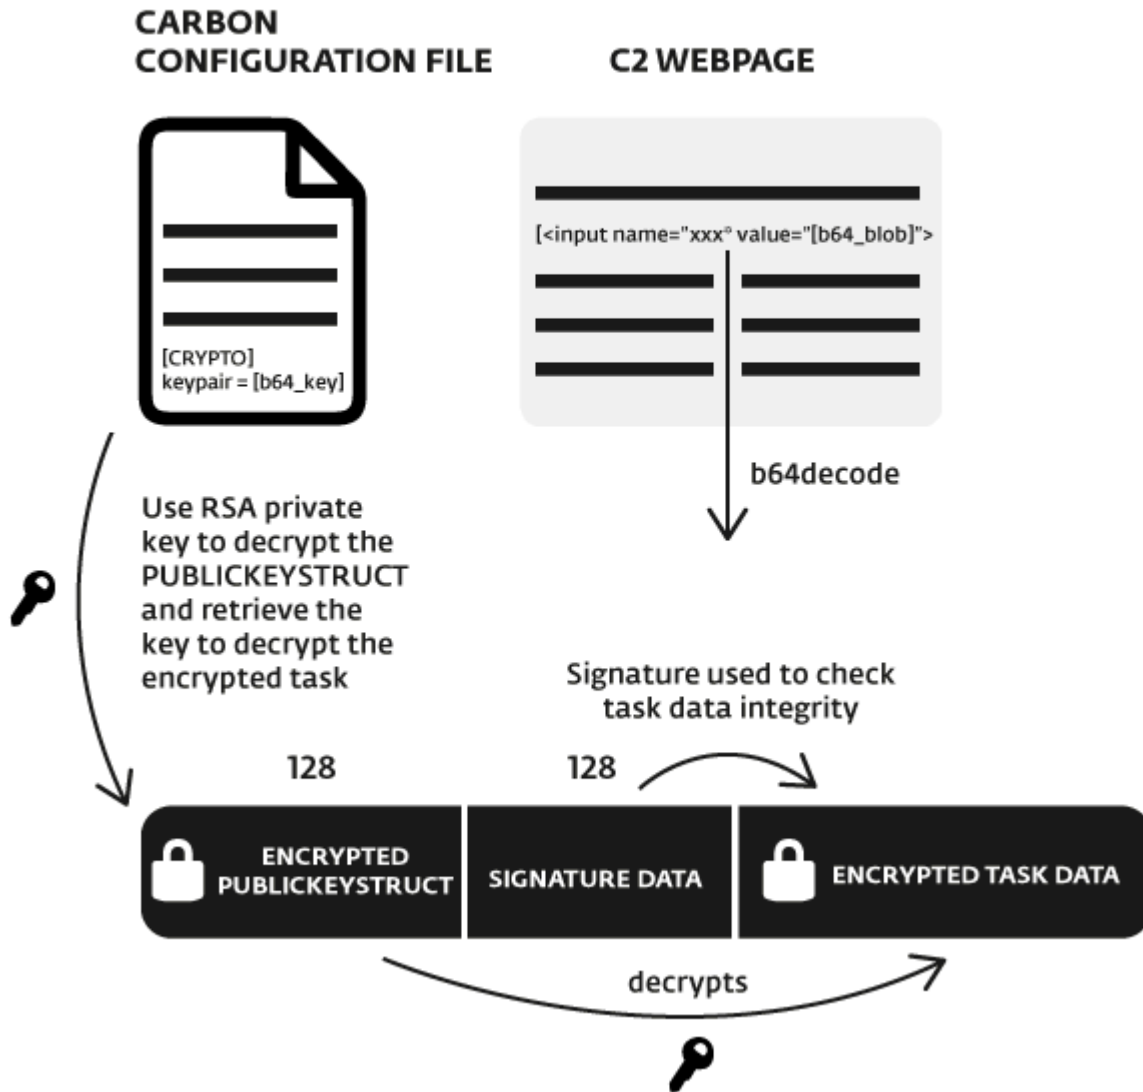 CARBON
CONFIGURATION FILE
C2 WEBPAGE
[<input name="xxx° value="[b64_blob]">
[CRYPTO]
keypair = [b64_key]
b64decode
Use RSA private
key to decrypt the
PUBLICKEYSTRUCT
and retrieve the
key to decrypt the
encrypted task
Signature used to check
task data integrity
128
128
ENCRYPTED
PUBLICKEYSTRUCT
SIGNATURE DATA
ENCRYPTED TASK DATA
decrypts